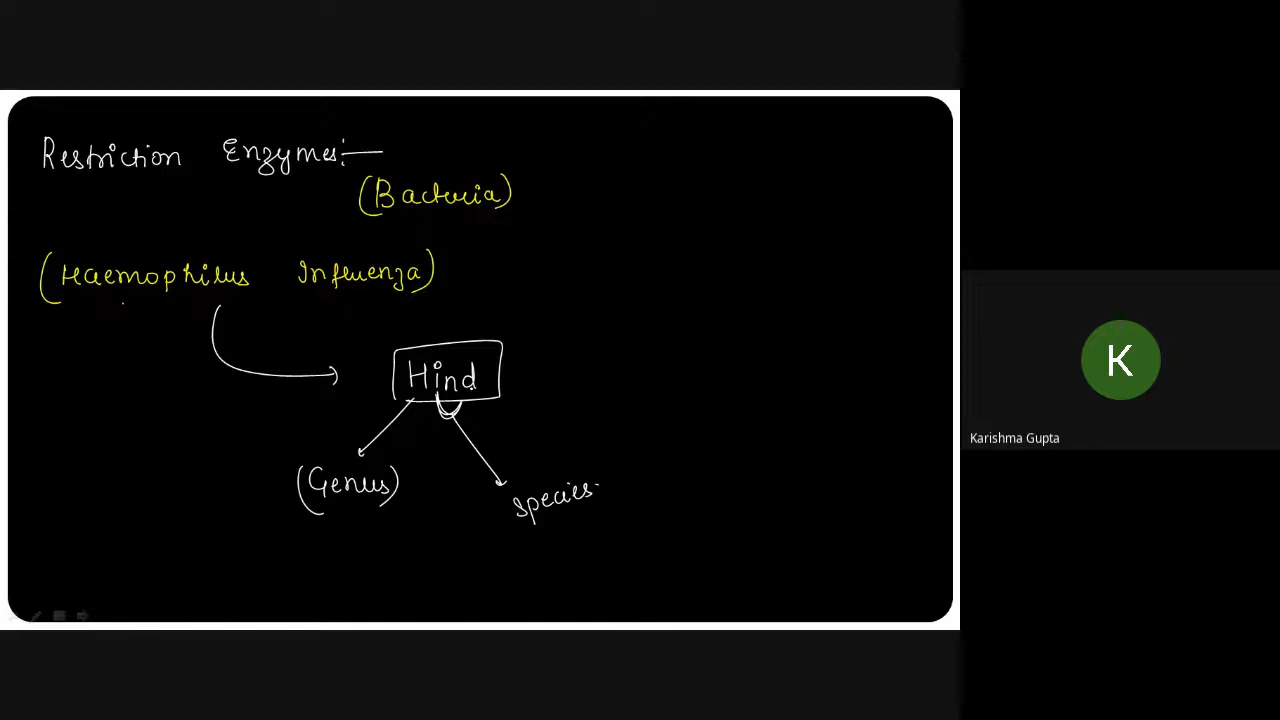 Restriction Enzymes:—
(Bacteria)
(Haemophilus Influenza)
Hind
(Genus)
Species.
K
Karishma Gupta